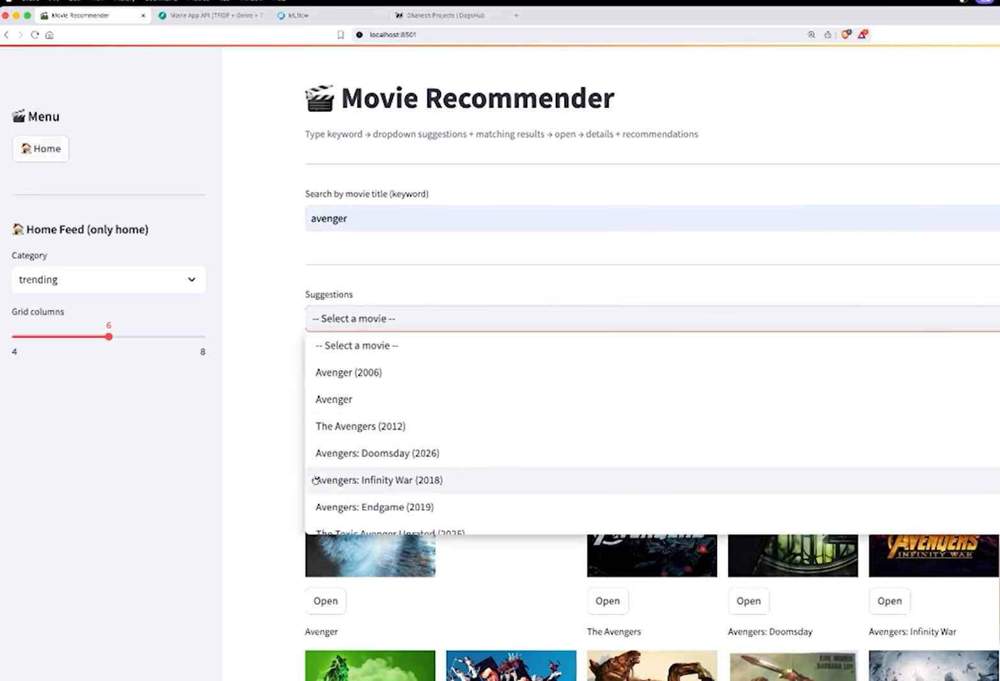 Movie Recommender
Movie App API (TFIDF + Genre + T
MLflow
Dhanesh Projects | DagsHub
localhost:8501
Menu
Home
Home Feed (only home)
Category
trending
Grid columns
6
4
8
Movie Recommender
Type keyword → dropdown suggestions + matching results → open → details + recommendations
Search by movie title (keyword)
avenger
Suggestions
-- Select a movie --
-- Select a movie --
Avenger (2006)
Avenger
The Avengers (2012)
Avengers: Doomsday (2026)
Avengers: Infinity War (2018)
Avengers: Endgame (2019)
The Toxic Avenger Unrated (2025)
AVENGERS
INFINITY WAR
Open
Open
Open
Open
Avenger
The Avengers
Avengers: Doomsday
Avengers: Infinity War
KIRK MORRIS
BARBARA LOY